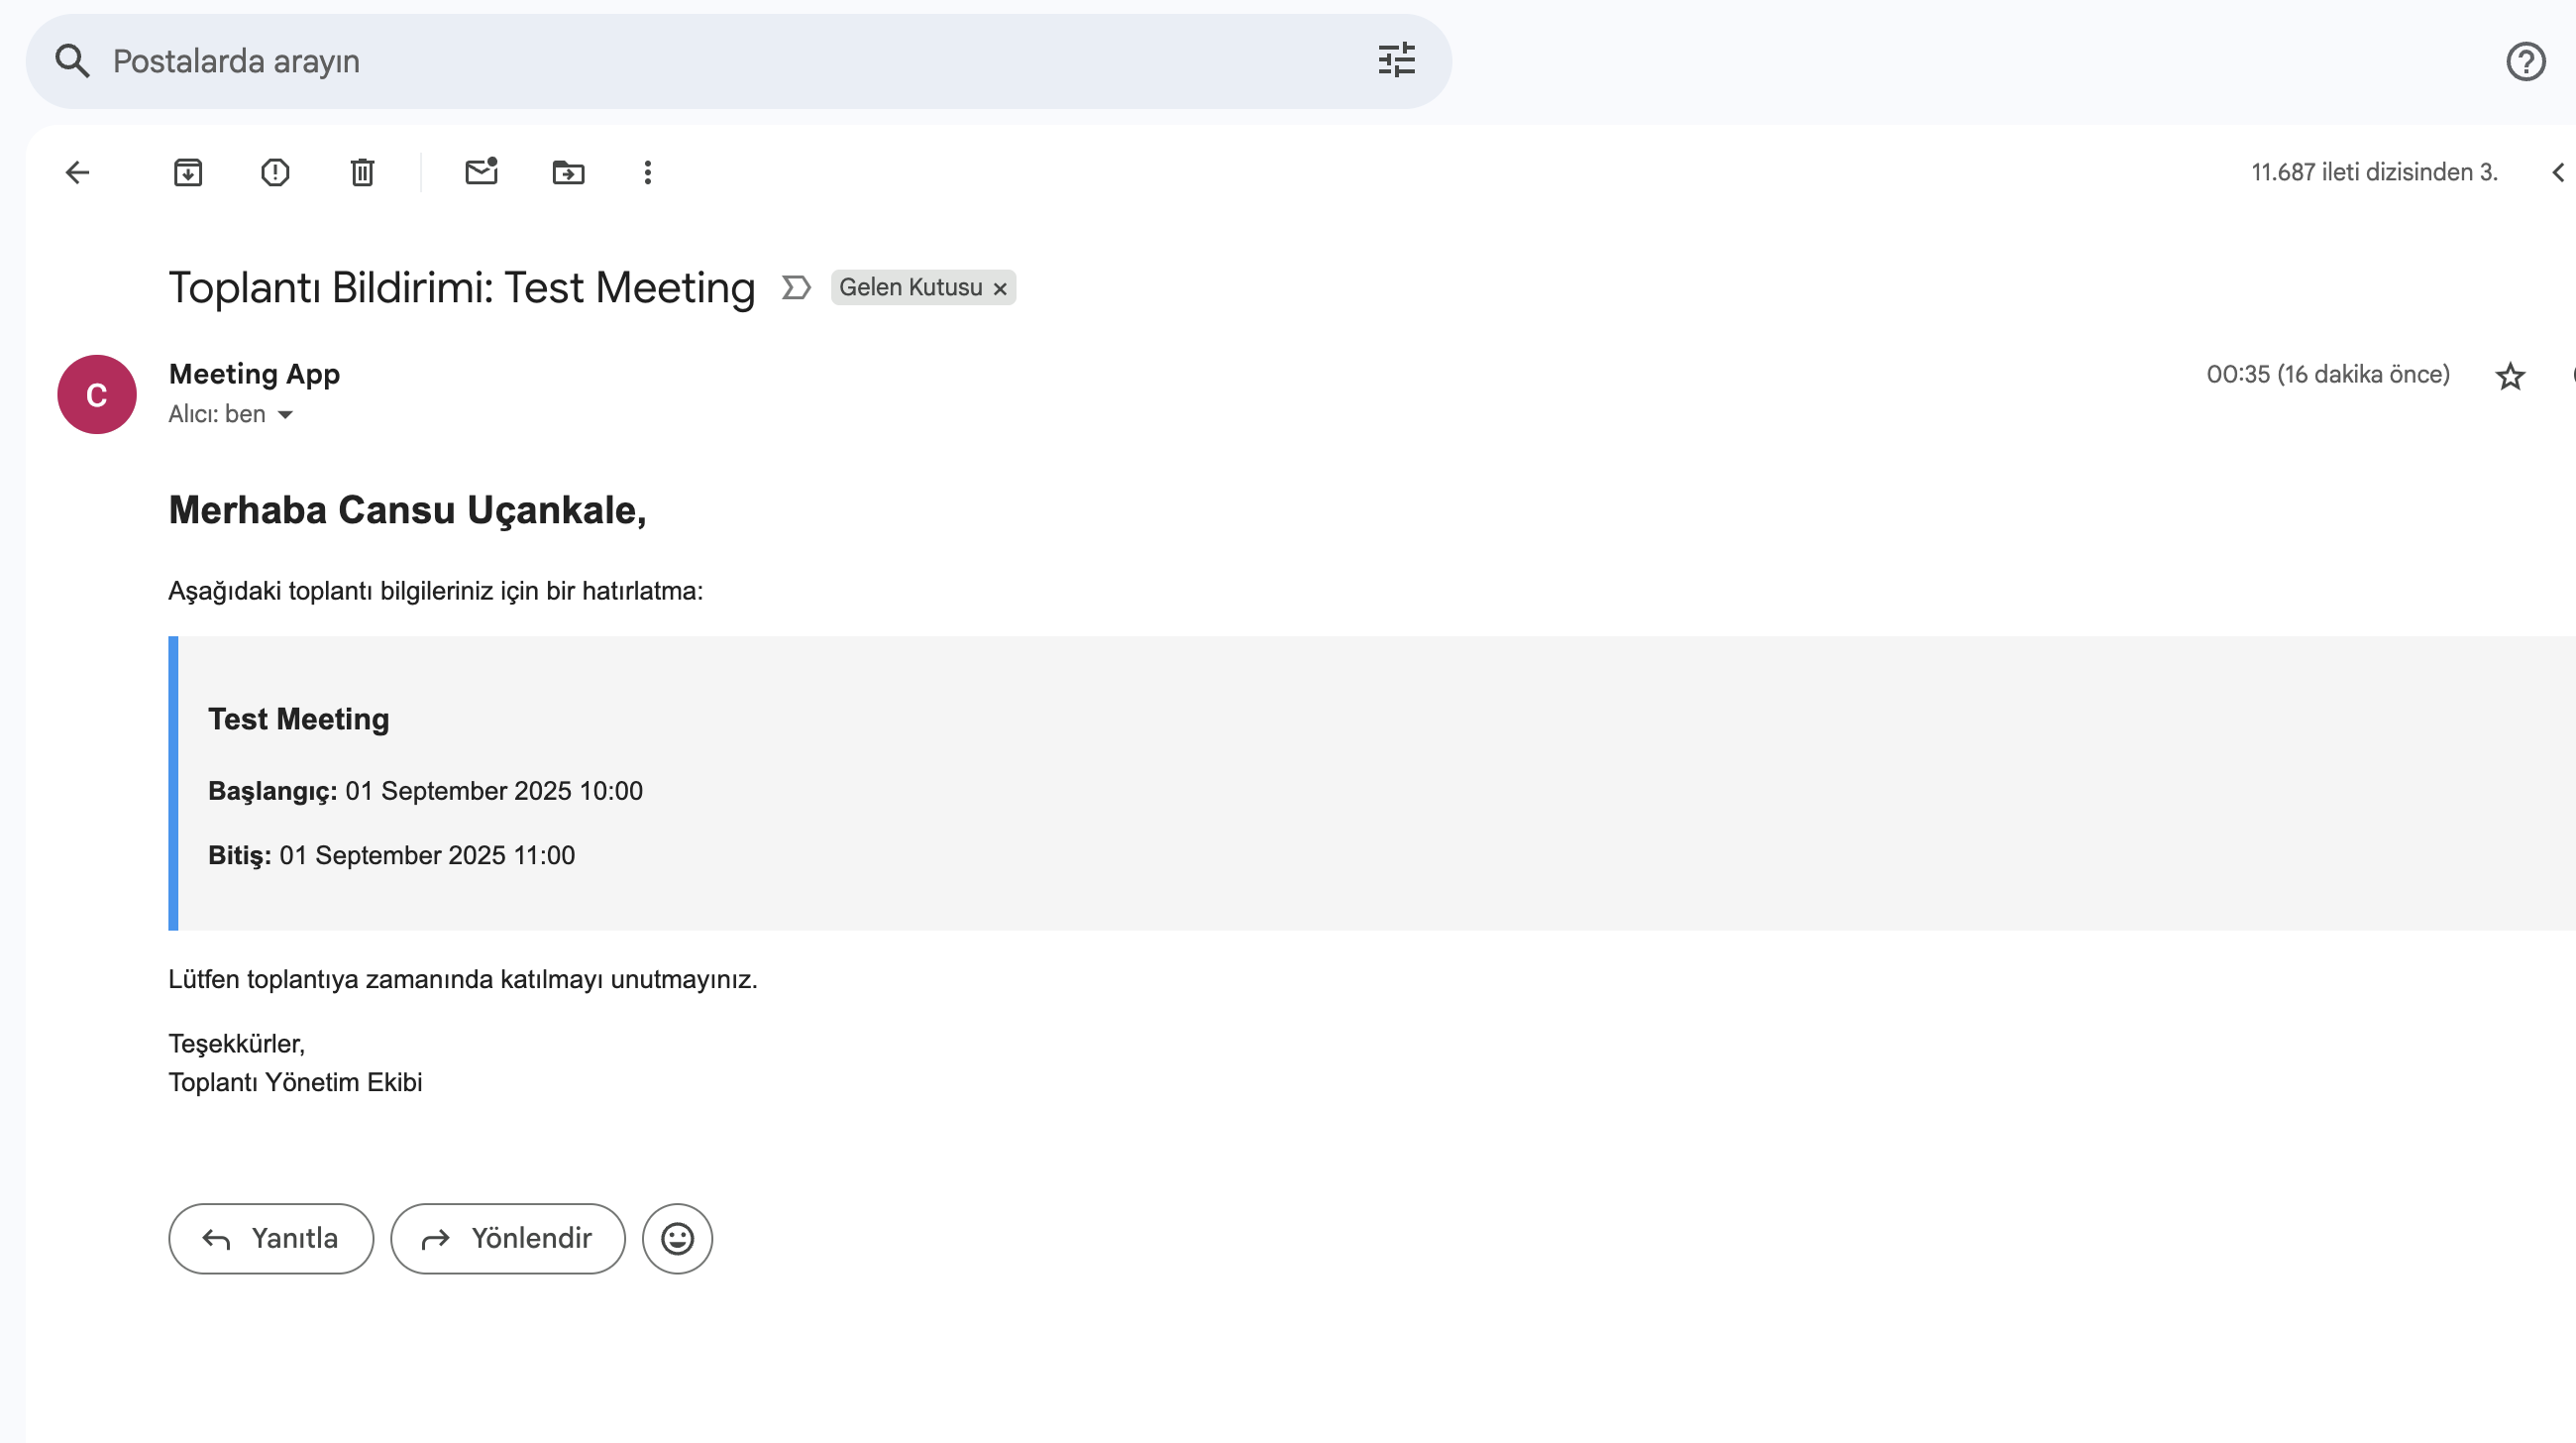 Postalarda arayın
11.687 ileti dizisinden 3.
Toplantı Bildirimi: Test Meeting
Gelen Kutusu ×
C
Meeting App
00:35 (16 dakika önce)
Alıcı: ben
Merhaba Cansu Uçankale,
Aşağıdaki toplantı bilgileriniz için bir hatırlatma:
Test Meeting
Başlangıç: 01 September 2025 10:00
Bitiş: 01 September 2025 11:00
Lütfen toplantıya zamanında katılmayı unutmayınız.
Teşekkürler,
Toplantı Yönetim Ekibi
Yanıtla
Yönlendir